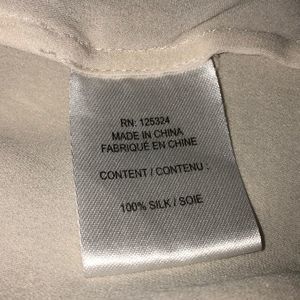 RN: 125324
MADE IN CHINA
FABRIQUÉ EN CHINE
CONTENT / CONTENU :
100% SILK / SOIE